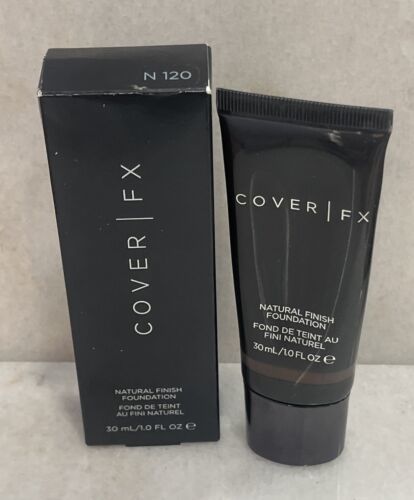 N 120
COVER | FX
NATURAL FINISH
FOUNDATION
FOND DE TEINT
AU FINI NATUREL
30 mL/1.0 FL OZ ℮
COVER | FX
NATURAL FINISH
FOUNDATION
FOND DE TEINT AU
FINI NATUREL
30 mL/1.0 FL OZ ℮